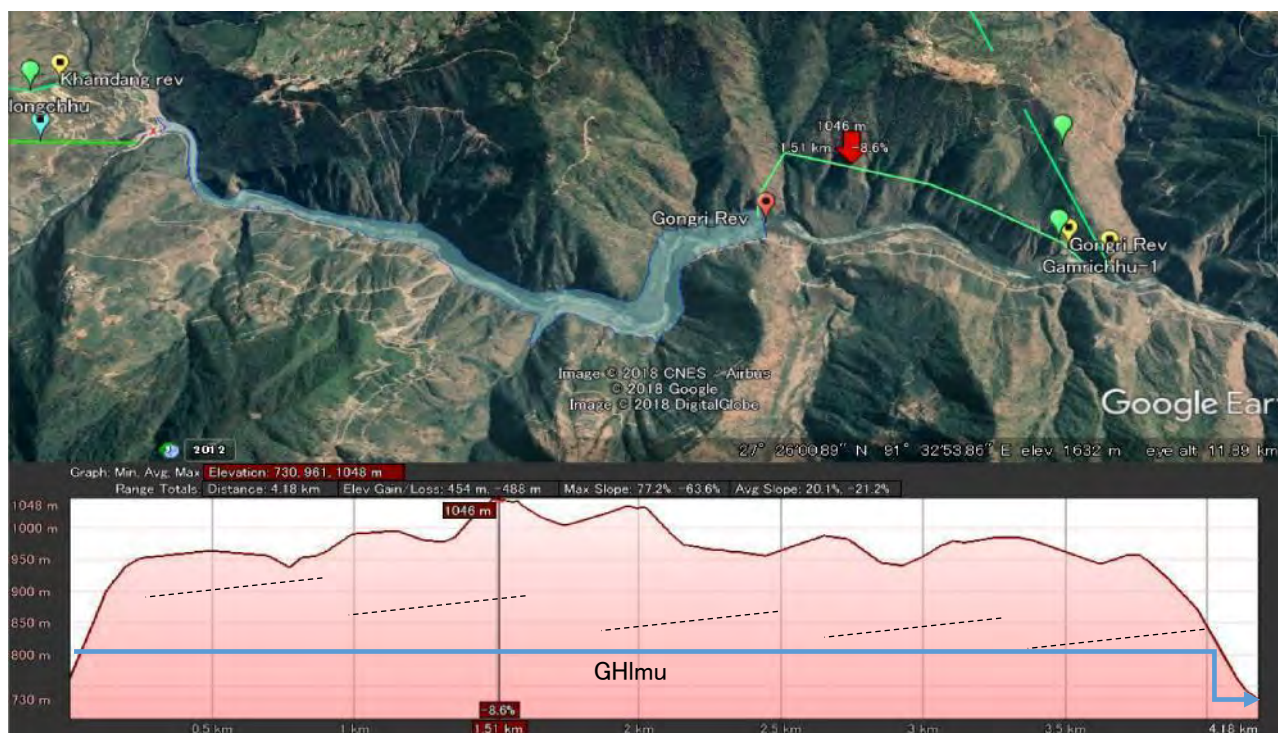 Khamdang rev
longchhu
1046 m
1.51 km -8.6%
Gongri Rev
Gongri Rev
Gamrichhu-1
Image © 2018 CNES / Airbus
© 2018 Google
Image © 2018 DigitalGlobe
Google Ear
2012
27° 26'00.89" N 91° 32'53.86" E elev 1632 m eye alt 11.89 km
Graph: Min, Avg, Max Elevation: 730, 961, 1048 m
Range Totals: Distance: 4.18 km Elev Gain/Loss: 454 m, -488 m Max Slope: 77.2% -63.6% Avg Slope: 20.1%, -21.2%
1048 m
1046 m
1000 m
950 m
900 m
850 m
800 m
GHlmu
730 m
-8.6%
0.5 km 1 km 1.51 km 2 km 2.5 km 3 km 3.5 km 4.18 km